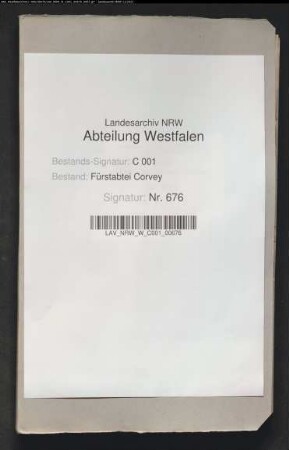 Landesarchiv NRW
Abteilung Westfalen
Bestands-Signatur: C 001
Bestand: Fürstabtei Corvey
Signatur: Nr. 676
LAV_NRW_W_C001_00676